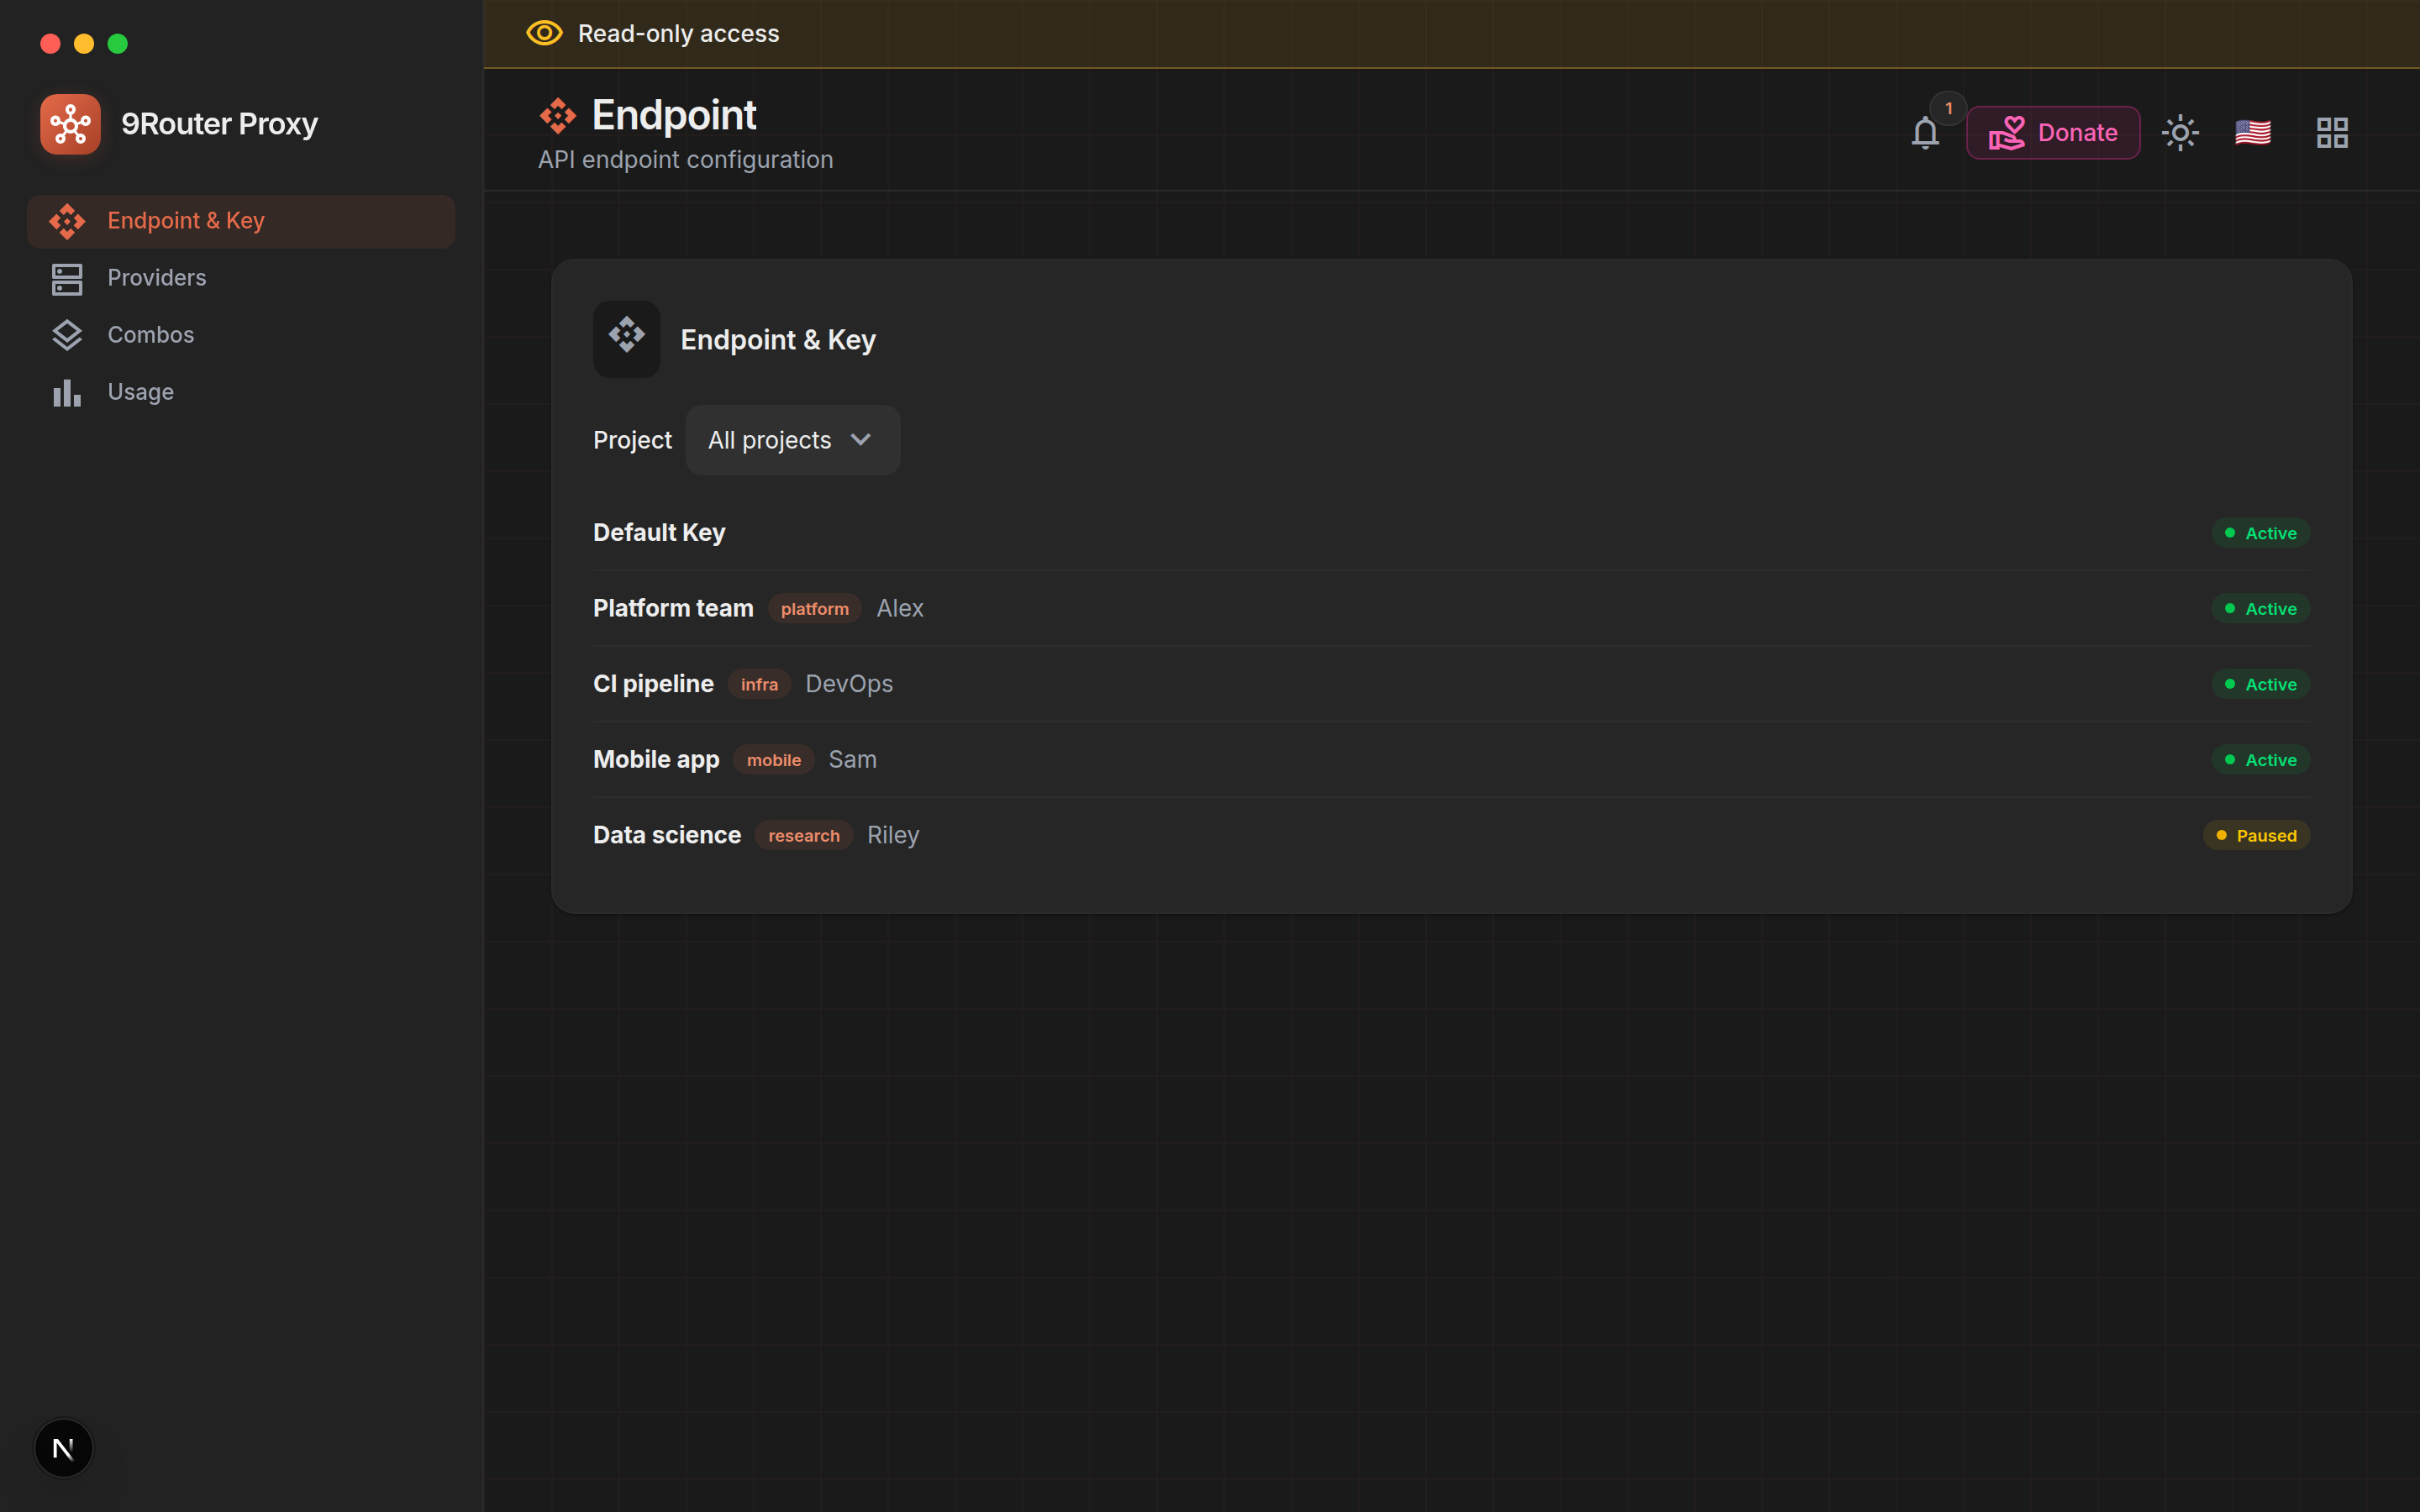 Read-only access
9Router Proxy
Endpoint
API endpoint configuration
1
Donate
Endpoint & Key
Providers
Combos
Usage
Endpoint & Key
Project All projects
Default Key Active
Platform team platform Alex Active
CI pipeline infra DevOps Active
Mobile app mobile Sam Active
Data science research Riley Paused
N